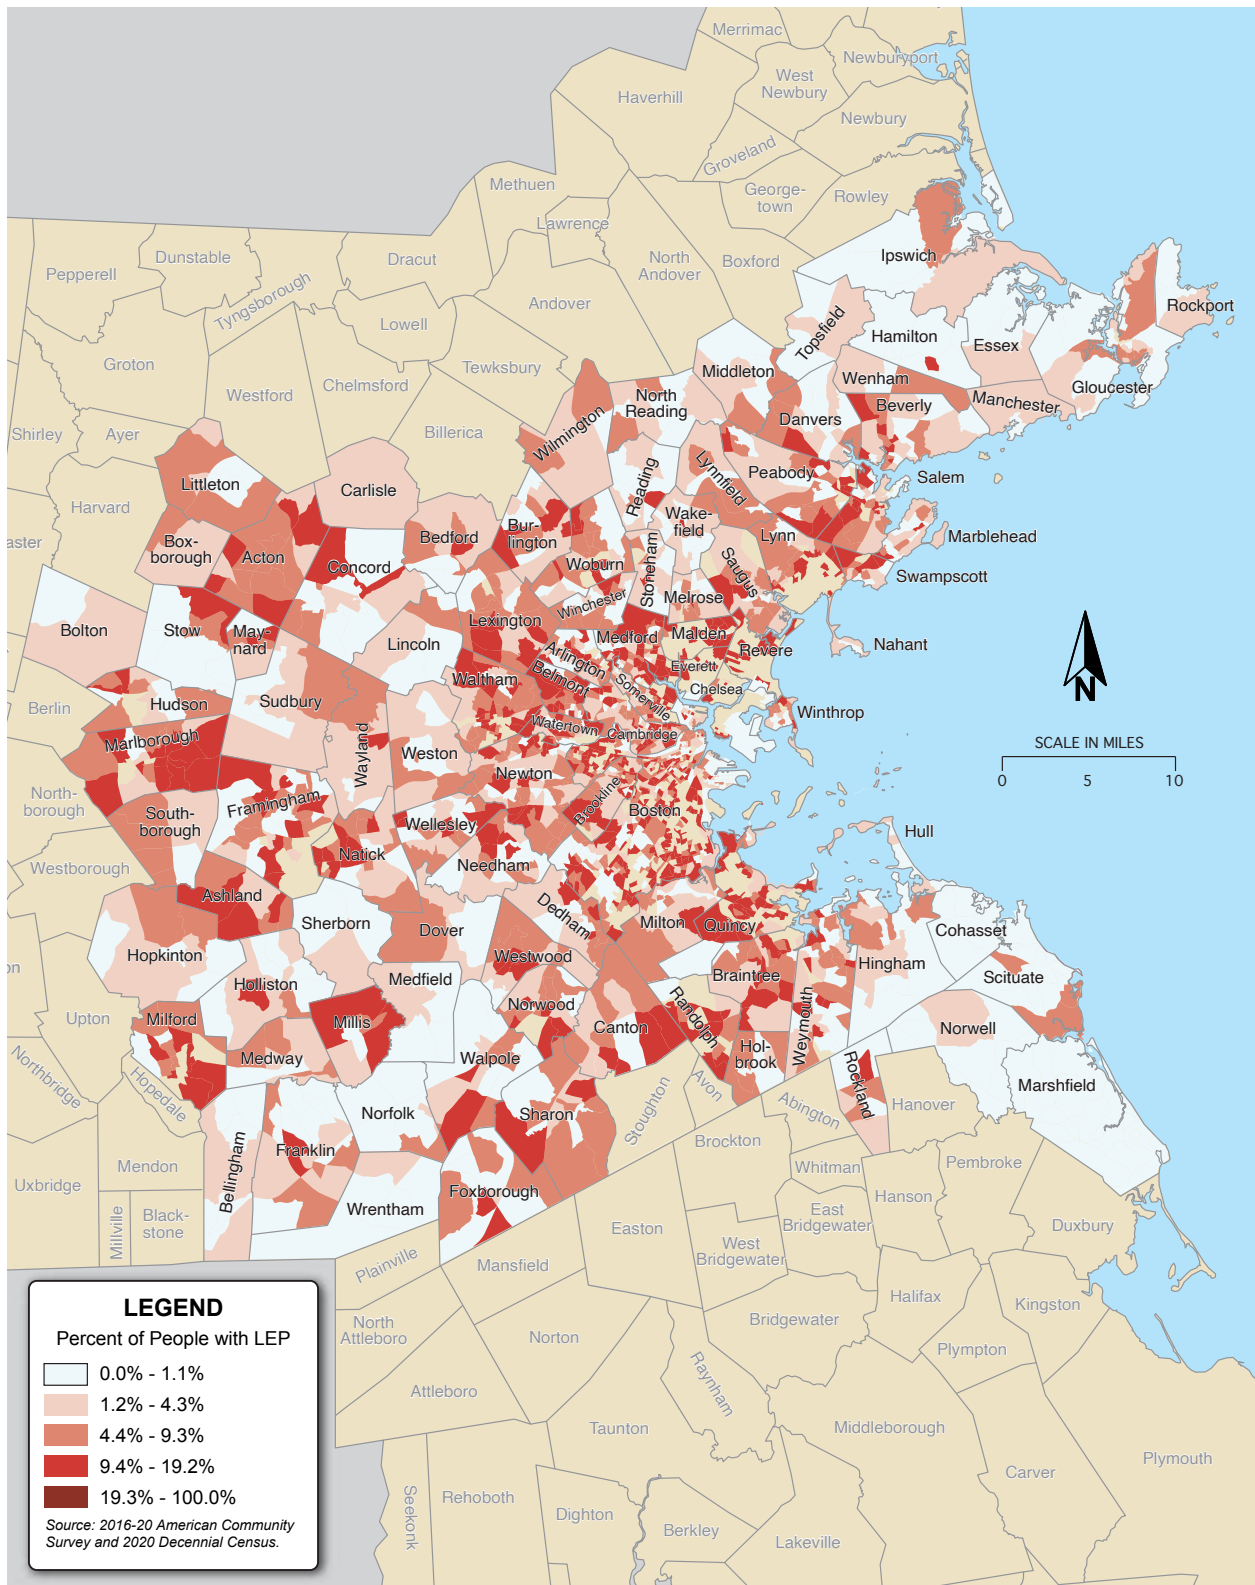 Merrimac
Newburyport
West
Newbury
Haverhill
Newbury
Groveland
Methuen
George-
town
Rowley
Lawrence
Dunstable
Dracut
Pepperell
North
Andover
Boxford
Ipswich
Tyngsborough
Andover
Rockport
Lowell
Topsfield
Hamilton
Essex
Groton
Tewksbury
Middleton
Chelmsford
Wenham
Gloucester
Westford
North
Reading
Manchester
Beverly
Wilmington
Danvers
Shirley
Ayer
Billerica
Peabody
Salem
Littleton
Carlisle
Reading
Lynnfield
Harvard
Wake-
field
aster
Box-
borough
Bedford
Bur-
lington
Lynn
Marblehead
Acton
Concord
Woburn
Stoneham
Saugus
Swampscott
Winchester
Melrose
Bolton
Stow
May-
nard
Lincoln
Lexington
Medford
Malden
Revere
Nahant
Arlington
Everett
Waltham
Belmont
Chelsea
Somerville
Berlin
Hudson
Sudbury
Winthrop
N
Marlborough
Watertown
Cambridge
SCALE IN MILES
0
5
10
Wayland
Weston
Newton
North-
borough
Framingham
Brookline
Boston
South-
borough
Wellesley
Hull
Natick
Needham
Westborough
Ashland
Dedham
Sherborn
Dover
Milton
Quincy
Cohasset
Hopkinton
Westwood
Hingham
on
Holliston
Medfield
Braintree
Scituate
Norwood
Upton
Milford
Millis
Canton
Randolph
Weymouth
Norwell
Medway
Walpole
Hol-
brook
Northbridge
Hopedale
Rockland
Marshfield
Norfolk
Sharon
Stoughton
Avon
Abington
Hanover
Brockton
Franklin
Bellingham
Mendon
Whitman
Pembroke
Uxbridge
Foxborough
Hanson
Millville
Black-
stone
Wrentham
Easton
East
Bridgewater
Duxbury
West
Bridgewater
Plainville
Mansfield
Halifax
Kingston
North
Attleboro
Norton
Bridgewater
Plympton
Raynham
Attleboro
Taunton
Middleborough
Plymouth
Carver
Seekonk
Rehoboth
Dighton
Berkley
Lakeville
LEGEND
Percent of People with LEP
0.0% - 1.1%
1.2% - 4.3%
4.4% - 9.3%
9.4% - 19.2%
19.3% - 100.0%
Source: 2016-20 American Community
Survey and 2020 Decennial Census.